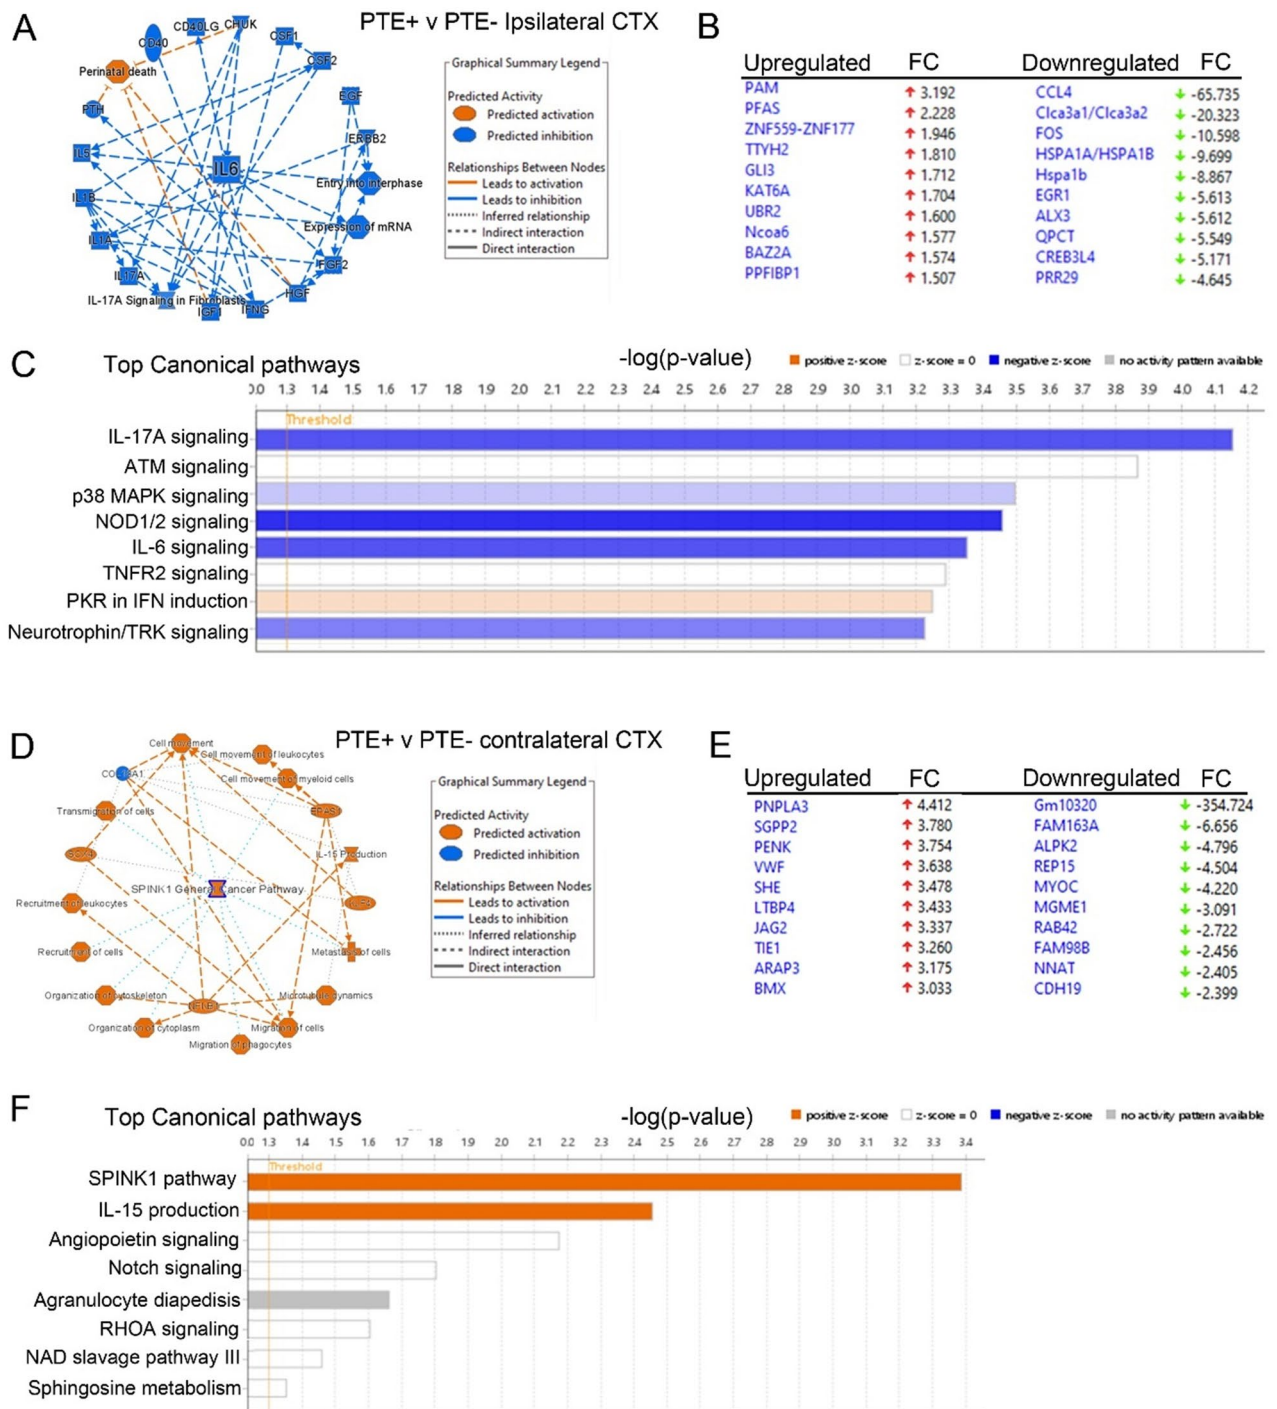 A
PTE+ v PTE- Ipsilateral CTX
CD40
CD40LG
CHUK
CSF1
CSF2
Perinatal death
PTH
EGF
ERBB2
IL5
IL6
Entry into interphase
IL1B
Expression of mRNA
IL1A
FGF2
IL17A
HGF
IL-17A Signaling in Fibroblasts
IGF1
IFNG
Graphical Summary Legend
Predicted Activity
Predicted activation
Predicted inhibition
Relationships Between Nodes
Leads to activation
Leads to inhibition
Inferred relationship
Indirect interaction
Direct interaction
B
Upregulated FC Downregulated FC
PAM 3.192 CCL4 -65.735
PFAS 2.228 Clca3a1/Clca3a2 -20.323
ZNF559-ZNF177 1.946 FOS -10.598
TTYH2 1.810 HSPA1A/HSPA1B -9.699
GLI3 1.712 Hspa1b -8.867
KAT6A 1.704 EGR1 -5.613
UBR2 1.600 ALX3 -5.612
Ncoa6 1.577 QPCT -5.549
BAZ2A 1.574 CREB3L4 -5.171
PPFIBP1 1.507 PRR29 -4.645
C
Top Canonical pathways
-log(p-value)
positive z-score z-score = 0 negative z-score no activity pattern available
0.0 1.3 1.4 1.5 1.6 1.7 1.8 1.9 2.0 2.1 2.2 2.3 2.4 2.5 2.6 2.7 2.8 2.9 3.0 3.1 3.2 3.3 3.4 3.5 3.6 3.7 3.8 3.9 4.0 4.1 4.2
Threshold
IL-17A signaling
ATM signaling
p38 MAPK signaling
NOD1/2 signaling
IL-6 signaling
TNFR2 signaling
PKR in IFN induction
Neurotrophin/TRK signaling
D
PTE+ v PTE- contralateral CTX
Cell movement
Cell movement of leukocytes
Cell movement of myeloid cells
Transmigration of cells
EPAS1
IL-15 Production
SPINK1 General Cancer Pathway
Recruitment of leukocytes
Recruitment of cells
Metastasis of cells
Organization of cytoskeleton
Microtubule dynamics
Organization of cytoplasm
Migration of cells
Migration of phagocytes
Graphical Summary Legend
Predicted Activity
Predicted activation
Predicted inhibition
Relationships Between Nodes
Leads to activation
Leads to inhibition
Inferred relationship
Indirect interaction
Direct interaction
E
Upregulated FC Downregulated FC
PNPLA3 4.412 Gm10320 -354.724
SGPP2 3.780 FAM163A -6.656
PENK 3.754 ALPK2 -4.796
VWF 3.638 REP15 -4.504
SHE 3.478 MYOC -4.220
LTBP4 3.433 MGME1 -3.091
JAG2 3.337 RAB42 -2.722
TIE1 3.260 FAM98B -2.456
ARAP3 3.175 NNAT -2.405
BMX 3.033 CDH19 -2.399
F
Top Canonical pathways
-log(p-value)
positive z-score z-score = 0 negative z-score no activity pattern available
0.0 1.3 1.4 1.5 1.6 1.7 1.8 1.9 2.0 2.1 2.2 2.3 2.4 2.5 2.6 2.7 2.8 2.9 3.0 3.1 3.2 3.3 3.4
Threshold
SPINK1 pathway
IL-15 production
Angiopoietin signaling
Notch signaling
Agranulocyte diapedisis
RHOA signaling
NAD slavage pathway III
Sphingosine metabolism